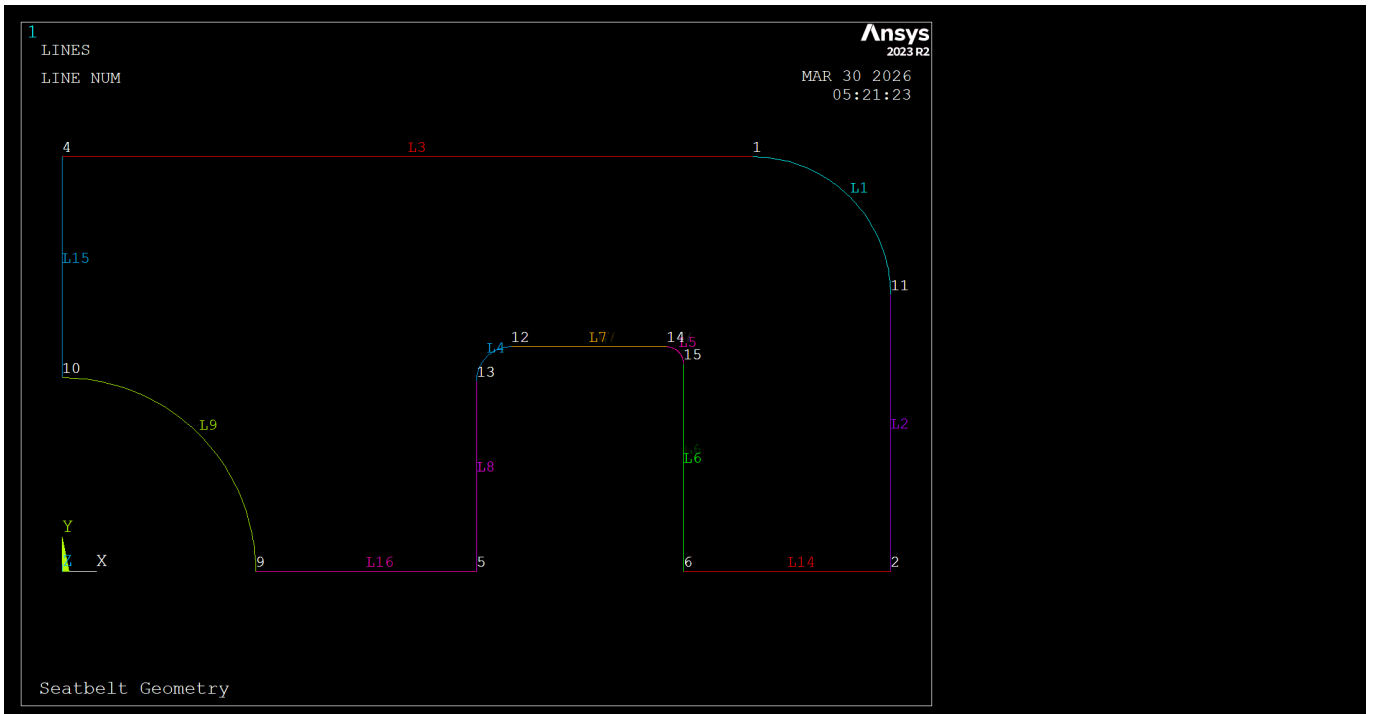 1
LINES
LINE NUM
Ansys
2023 R2
MAR 30 2026
05:21:23
4
L3
1
L1
L15
11
12
L7
14
L5
L4
15
10
13
L9
L2
L6
L8
Y
Z
X
9
L16
5
6
L14
2
Seatbelt Geometry